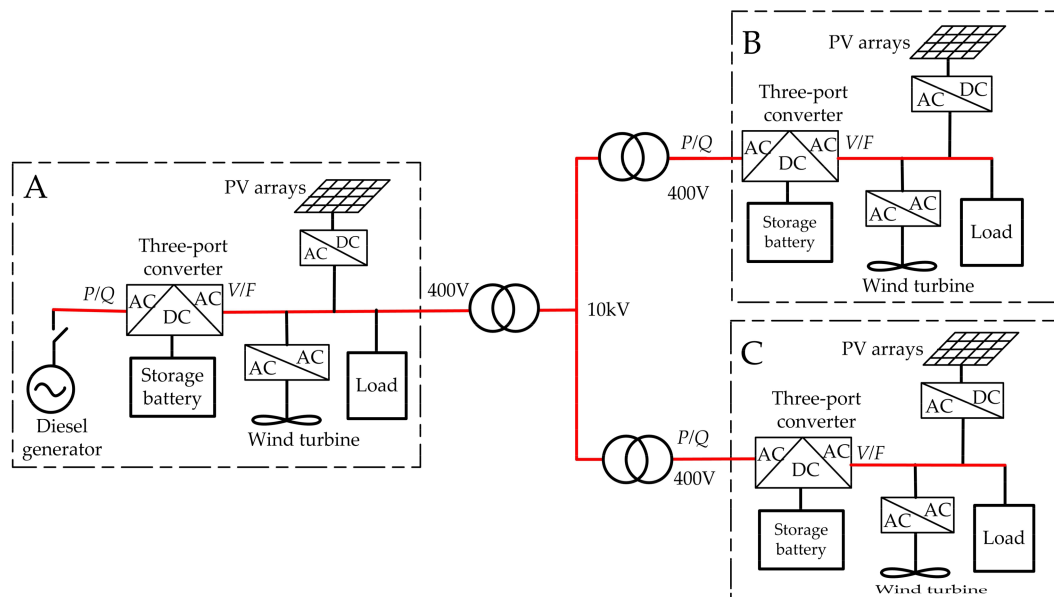 A
PV arrays
AC
DC
Three-port
converter
P/Q
AC
DC
AC
V/F
Storage
battery
AC
AC
Load
Wind turbine
Diesel
generator
400V
10kV
B
PV arrays
AC
DC
Three-port
converter
P/Q
400V
AC
DC
AC
V/F
Storage
battery
AC
AC
Load
Wind turbine
C
PV arrays
AC
DC
Three-port
converter
P/Q
400V
AC
DC
AC
V/F
Storage
battery
AC
AC
Load
Wind turbine